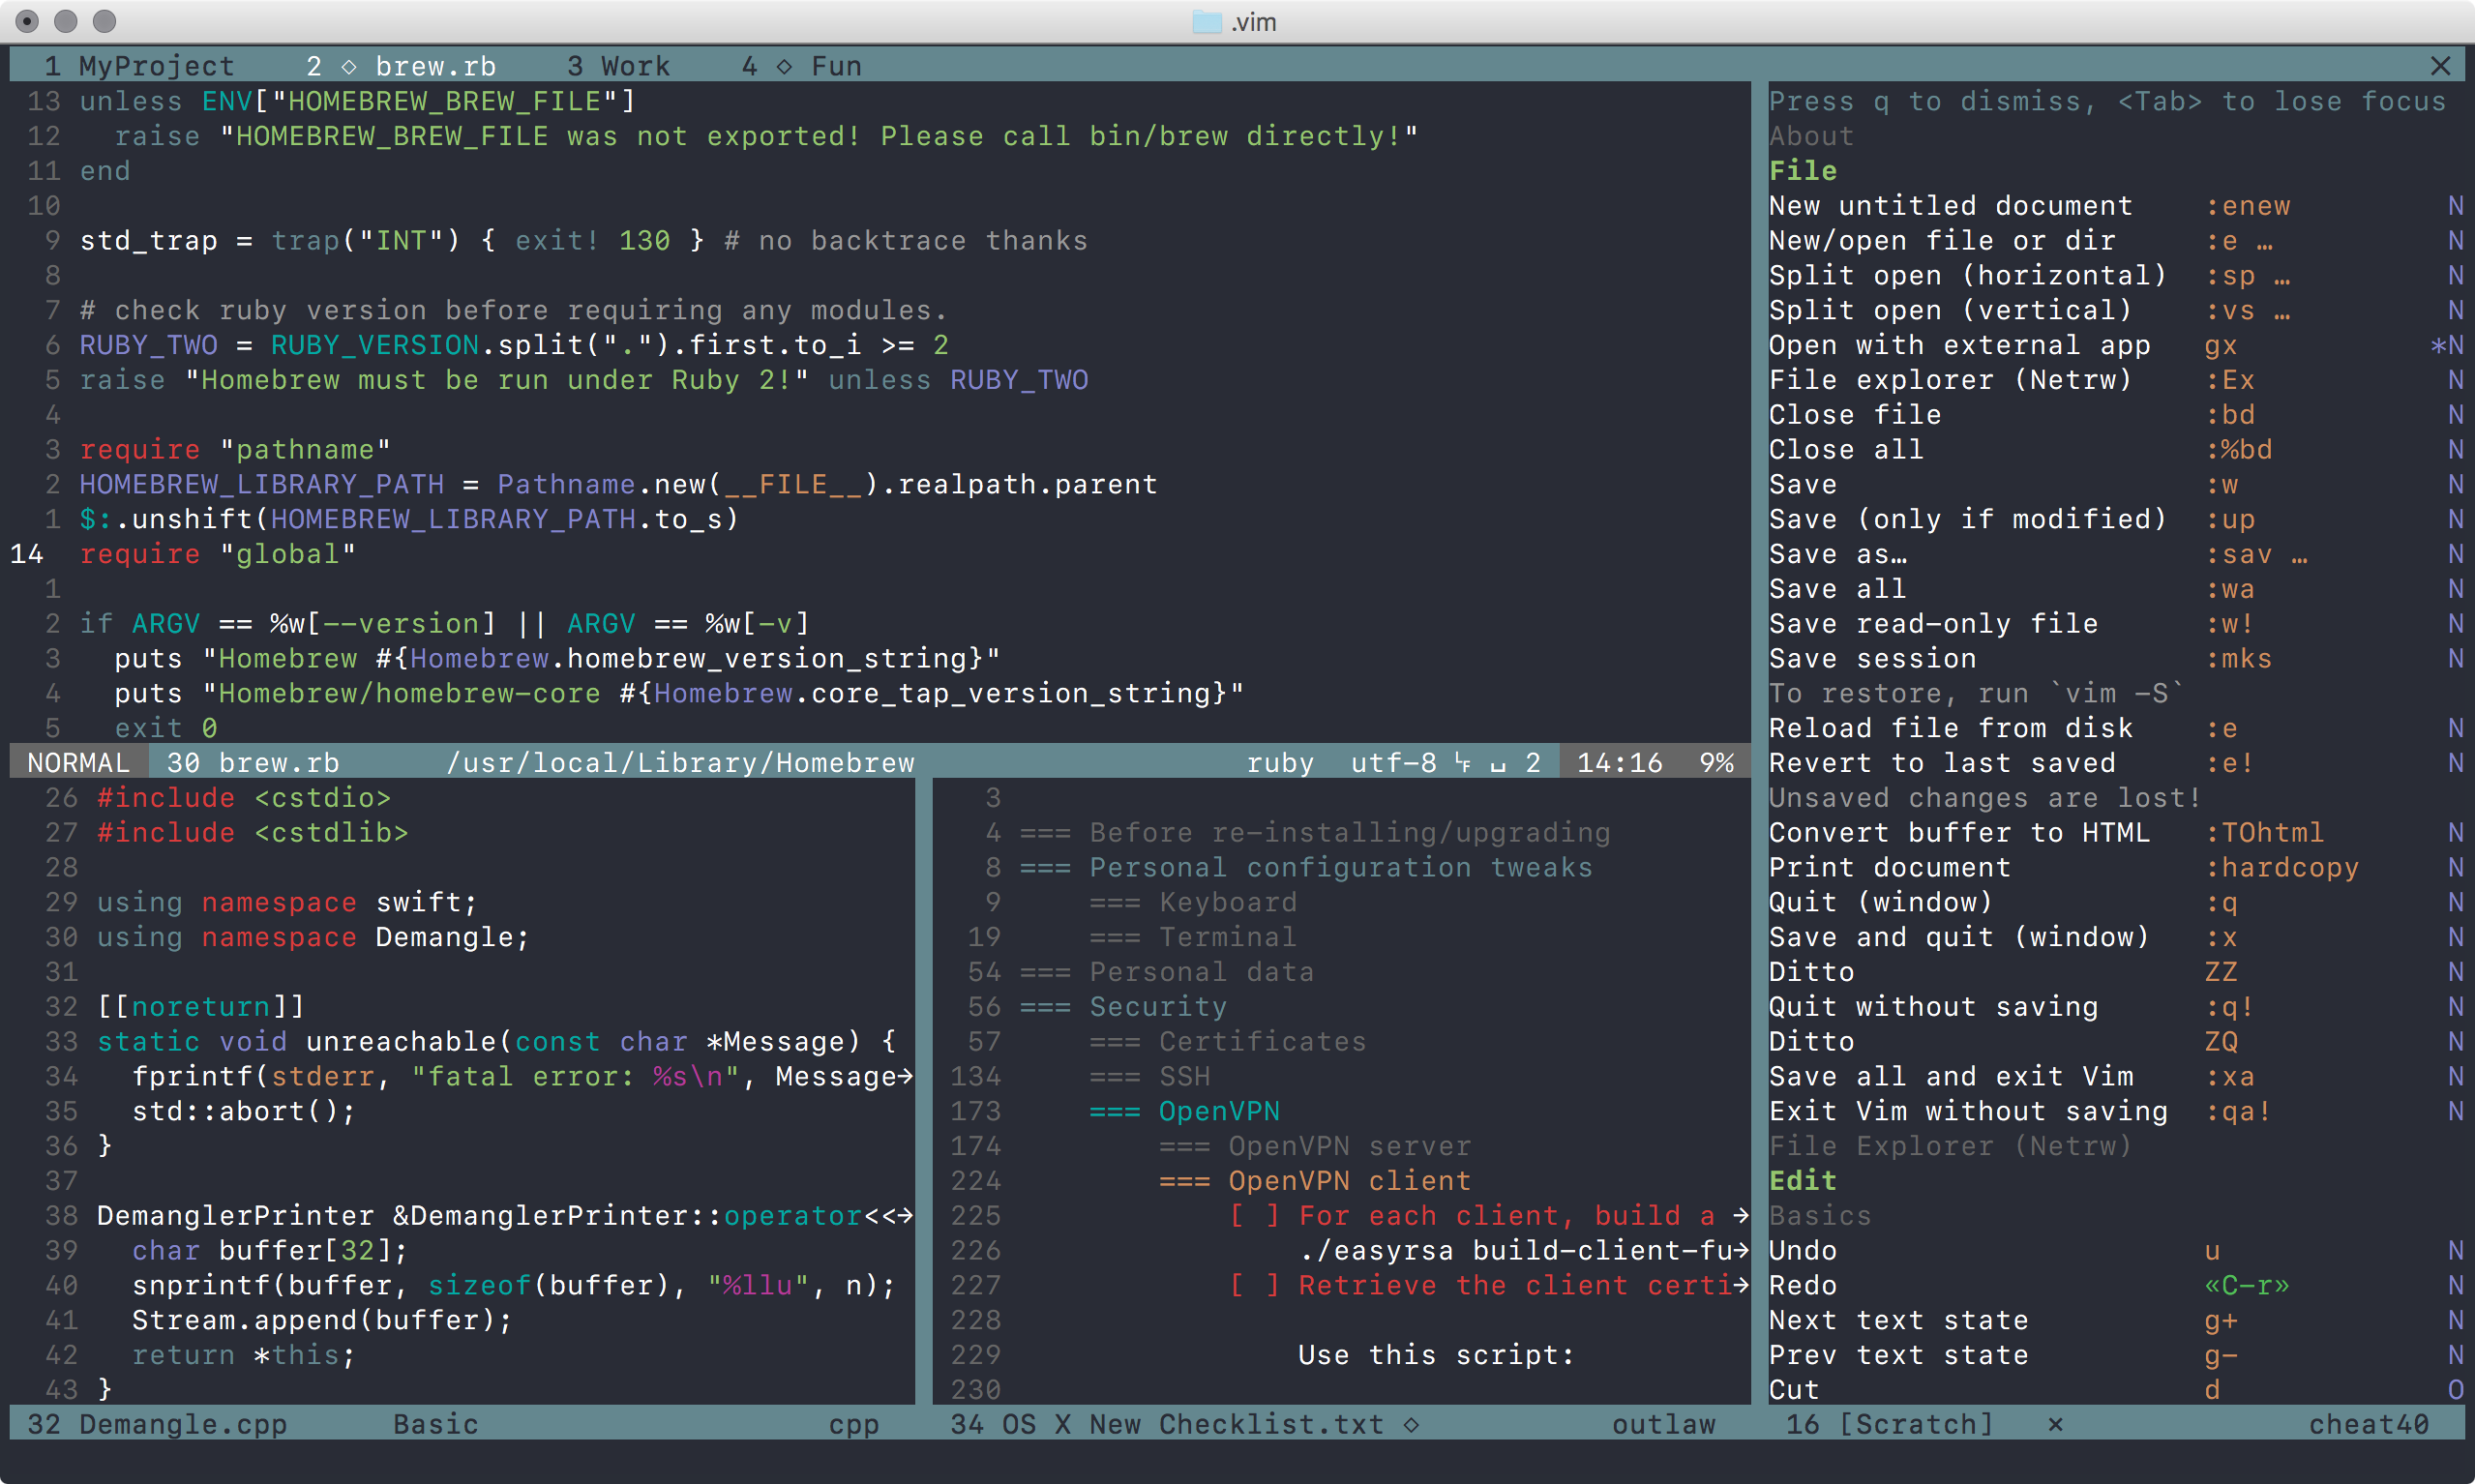 .vim
1 MyProject 2 ◇ brew.rb 3 Work 4 ◇ Fun ×
13 unless ENV["HOMEBREW_BREW_FILE"]
12   raise "HOMEBREW_BREW_FILE was not exported! Please call bin/brew directly!"
11 end
10
9 std_trap = trap("INT") { exit! 130 } # no backtrace thanks
8
7 # check ruby version before requiring any modules.
6 RUBY_TWO = RUBY_VERSION.split(".").first.to_i >= 2
5 raise "Homebrew must be run under Ruby 2!" unless RUBY_TWO
4
3 require "pathname"
2 HOMEBREW_LIBRARY_PATH = Pathname.new(__FILE__).realpath.parent
1 $:.unshift(HOMEBREW_LIBRARY_PATH.to_s)
14 require "global"
1
2 if ARGV == %w[--version] || ARGV == %w[-v]
3   puts "Homebrew #{Homebrew.homebrew_version_string}"
4   puts "Homebrew/homebrew-core #{Homebrew.core_tap_version_string}"
5   exit 0
NORMAL 30 brew.rb /usr/local/Library/Homebrew ruby utf-8 ␊ ␣ 2 14:16 9%
26 #include <cstdio>
27 #include <cstdlib>
28
29 using namespace swift;
30 using namespace Demangle;
31
32 [[noreturn]]
33 static void unreachable(const char *Message) {
34   fprintf(stderr, "fatal error: %s\n", Message→
35   std::abort();
36 }
37
38 DemanglerPrinter &DemanglerPrinter::operator<<→
39   char buffer[32];
40   snprintf(buffer, sizeof(buffer), "%llu", n);
41   Stream.append(buffer);
42   return *this;
43 }
32 Demangle.cpp Basic cpp
3
4 === Before re-installing/upgrading
8 === Personal configuration tweaks
9     === Keyboard
19     === Terminal
54 === Personal data
56 === Security
57     === Certificates
134     === SSH
173     === OpenVPN
174         === OpenVPN server
224         === OpenVPN client
225             [ ] For each client, build a →
226                 ./easyrsa build-client-fu→
227             [ ] Retrieve the client certi→
228
229                 Use this script:
230
34 OS X New Checklist.txt ◇ outlaw
Press q to dismiss, <Tab> to lose focus
About
File
New untitled document :enew N
New/open file or dir :e … N
Split open (horizontal) :sp … N
Split open (vertical) :vs … N
Open with external app gx *N
File explorer (Netrw) :Ex N
Close file :bd N
Close all :%bd N
Save :w N
Save (only if modified) :up N
Save as… :sav … N
Save all :wa N
Save read-only file :w! N
Save session :mks N
To restore, run `vim -S`
Reload file from disk :e N
Revert to last saved :e! N
Unsaved changes are lost!
Convert buffer to HTML :TOhtml N
Print document :hardcopy N
Quit (window) :q N
Save and quit (window) :x N
Ditto ZZ N
Quit without saving :q! N
Ditto ZQ N
Save all and exit Vim :xa N
Exit Vim without saving :qa! N
File Explorer (Netrw)
Edit
Basics
Undo u N
Redo «C-r» N
Next text state g+ N
Prev text state g- N
Cut d O
16 [Scratch] × cheat40